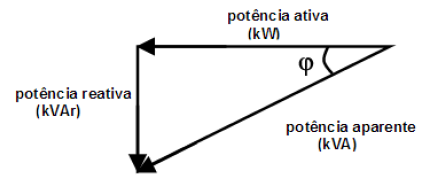 potência ativa
(kW)
φ
potência reativa
(kVAr)
potência aparente
(kVA)